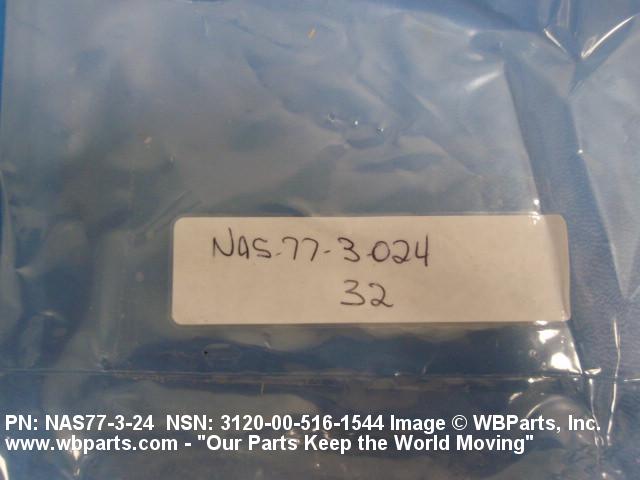 NAS-77-3-024
32
PN: NAS77-3-24 NSN: 3120-00-516-1544 Image © WBParts, Inc.
www.wbparts.com - "Our Parts Keep the World Moving"